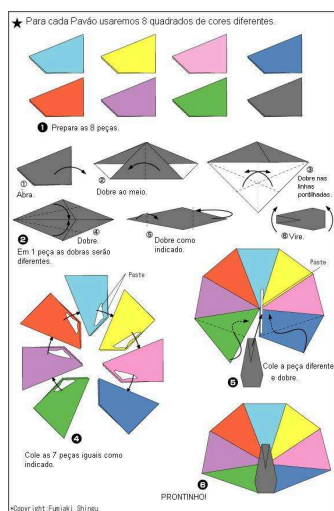 ★ Para cada Pavão usaremos 8 quadrados de cores diferentes.
❶ Prepara as 8 peças.
①
Abra.
②
Dobre ao meio.
③
Dobre nas
linhas
pontilhadas.
❷
Em 1 peça as dobras serão
diferentes.
④
Dobre.
⑤ Dobre como
indicado.
⑥ Vire.
Paste
Paste
❹
Cole as 7 peças iguais como
indicado.
❺
Cole a peça diferente
e dobre.
❻
PRONTINHO!
*Copyright:Fumiaki Shingu